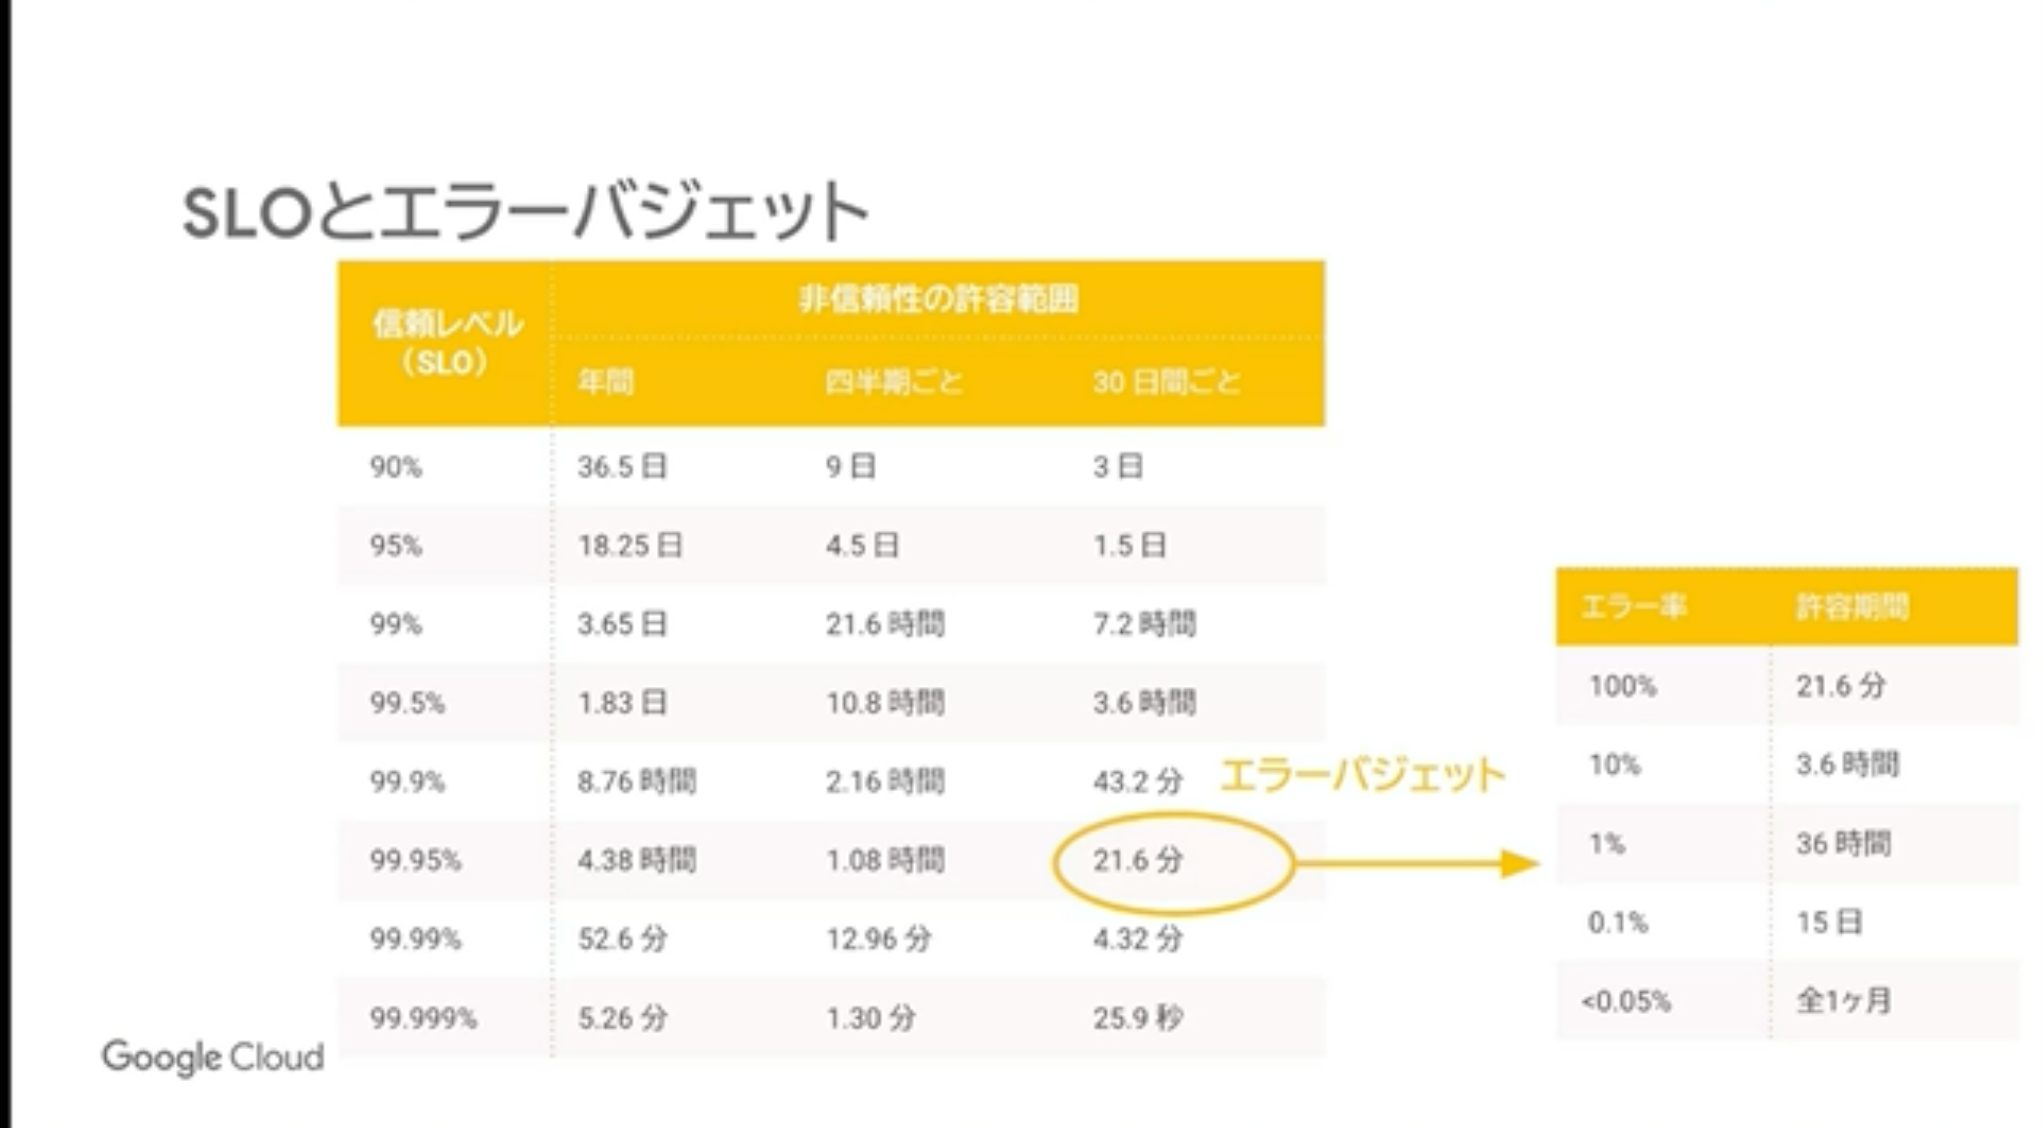 SLOとエラーバジェット
信頼レベル
（SLO）
非信頼性の許容範囲
年間 四半期ごと 30 日間ごと
90% 36.5 日 9 日 3 日
95% 18.25 日 4.5 日 1.5 日
99% 3.65 日 21.6 時間 7.2 時間
99.5% 1.83 日 10.8 時間 3.6 時間
99.9% 8.76 時間 2.16 時間 43.2 分
99.95% 4.38 時間 1.08 時間 21.6 分
99.99% 52.6 分 12.96 分 4.32 分
99.999% 5.26 分 1.30 分 25.9 秒
エラーバジェット
エラー率 許容期間
100% 21.6 分
10% 3.6 時間
1% 36 時間
0.1% 15 日
<0.05% 全1ヶ月
Google Cloud